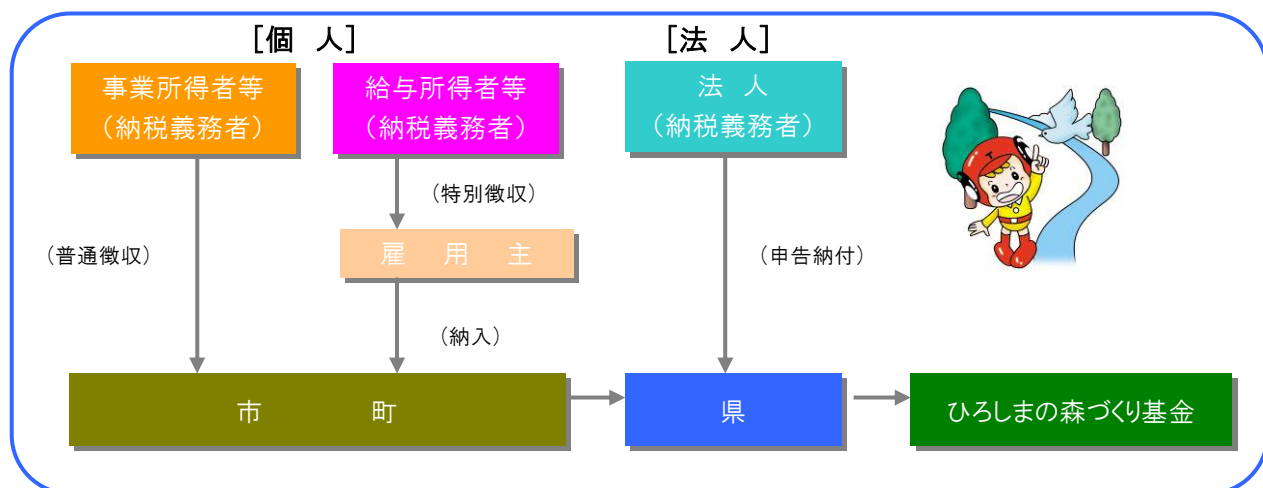 ［個　人］
［法　人］
事業所得者等
（納税義務者）
給与所得者等
（納税義務者）
法　人
（納税義務者）
（特別徴収）
（普通徴収）
雇　用　主
（申告納付）
（納入）
市　　　町
県
ひろしまの森づくり基金